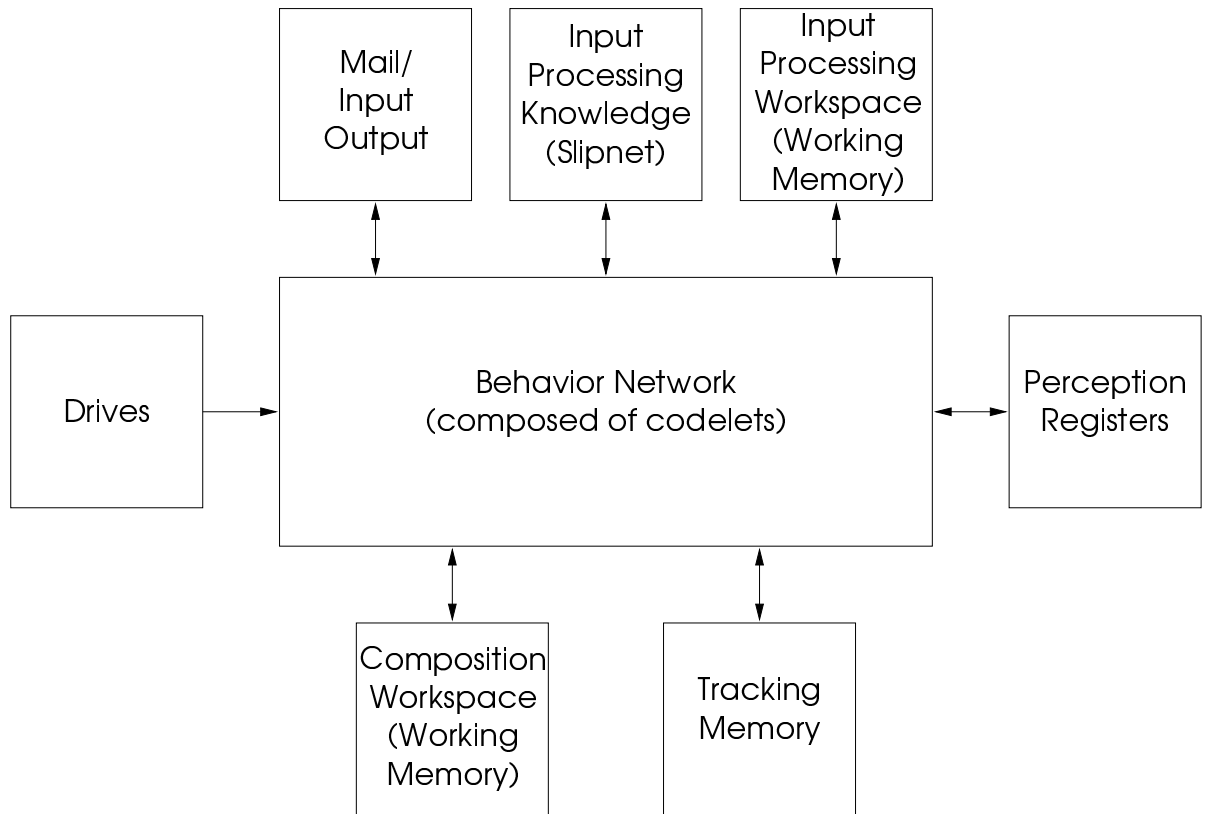 Mail/
Input
Output
Input
Processing
Knowledge
(Slipnet)
Input
Processing
Workspace
(Working
Memory)
Drives
Behavior Network
(composed of codelets)
Perception
Registers
Composition
Workspace
(Working
Memory)
Tracking
Memory